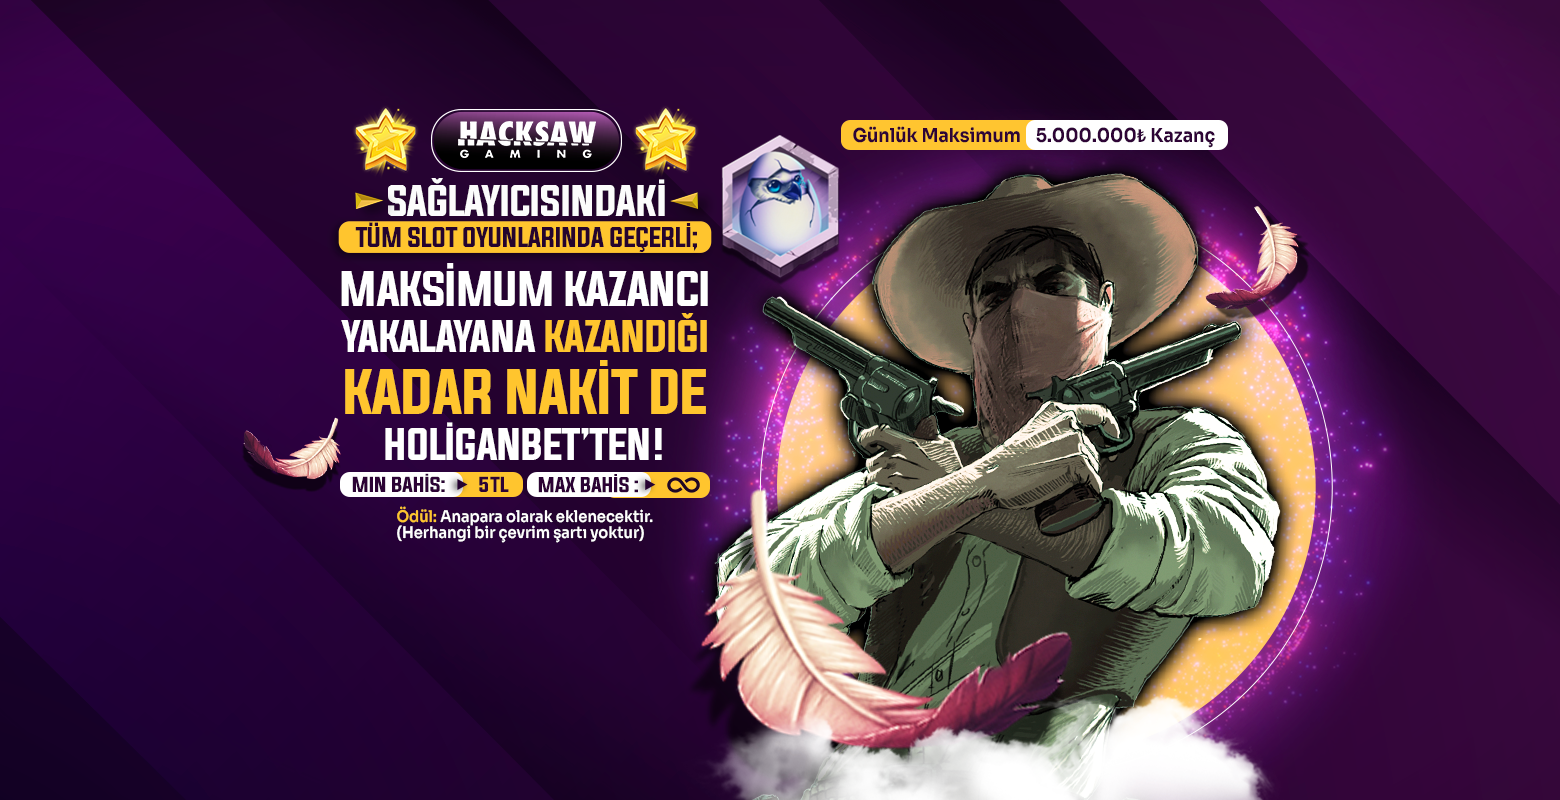 HACKSAW
GAMING
SAĞLAYICISINDAKİ
TÜM SLOT OYUNLARINDA GEÇERLİ;
MAKSİMUM KAZANCI
YAKALAYANA KAZANDIĞI
KADAR NAKİT DE
HOLİGANBET'TEN!
MIN BAHİS: 5TL MAX BAHİS : ∞
Ödül: Anapara olarak eklenecektir.
(Herhangi bir çevrim şartı yoktur)
Günlük Maksimum 5.000.000₺ Kazanç